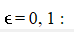 ϵ = 0, 1 :